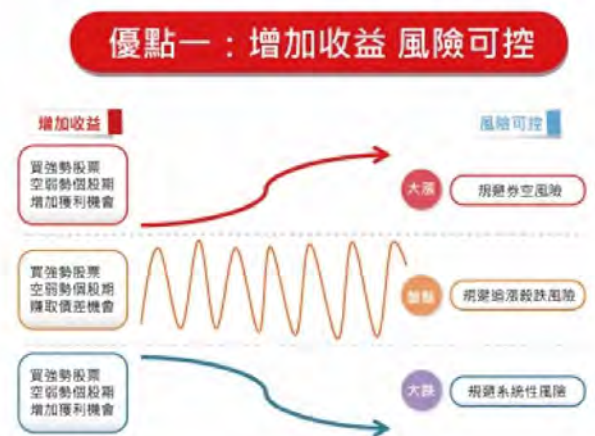 優點一：增加收益 風險可控
增加收益
風險可控
買強勢股票
空弱勢個股期
增加獲利機會
大漲
規避券空風險
買強勢股票
空弱勢個股期
賺取價差機會
盤整
規避追漲殺跌風險
買強勢股票
空弱勢個股期
增加獲利機會
大跌
規避系統性風險